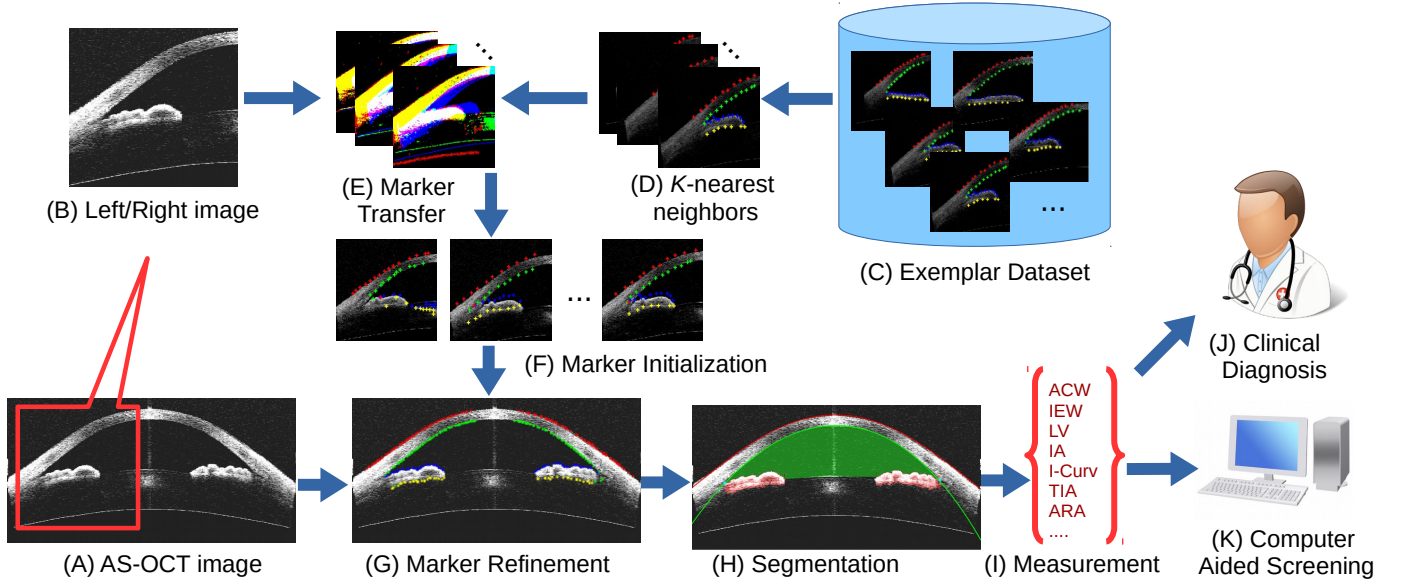 (B) Left/Right image
(E) Marker
Transfer
(D) K-nearest
neighbors
...
(C) Exemplar Dataset
...
(F) Marker Initialization
(J) Clinical
Diagnosis
ACW
IEW
LV
IA
I-Curv
TIA
ARA
....
(A) AS-OCT image
(G) Marker Refinement
(H) Segmentation
(I) Measurement
(K) Computer
Aided Screening